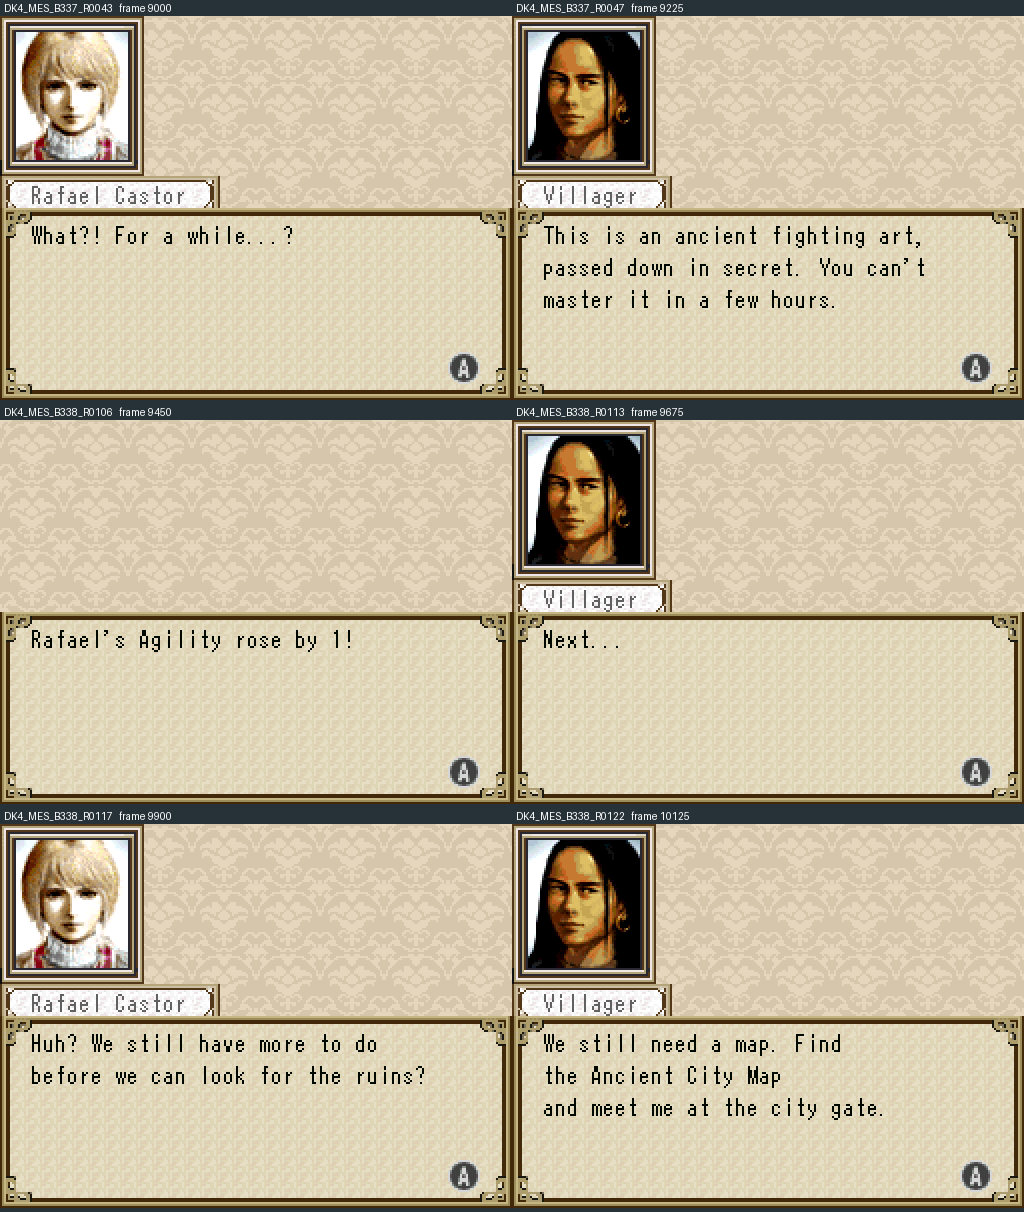 DK4_MES_B337_R0043 frame 9000
Rafael Castor
What?! For a while...?
A
DK4_MES_B337_R0047 frame 9225
Villager
This is an ancient fighting art,
passed down in secret. You can't
master it in a few hours.
A
DK4_MES_B338_R0106 frame 9450
Rafael's Agility rose by 1!
A
DK4_MES_B338_R0113 frame 9675
Villager
Next...
A
DK4_MES_B338_R0117 frame 9900
Rafael Castor
Huh? We still have more to do
before we can look for the ruins?
A
DK4_MES_B338_R0122 frame 10125
Villager
We still need a map. Find
the Ancient City Map
and meet me at the city gate.
A